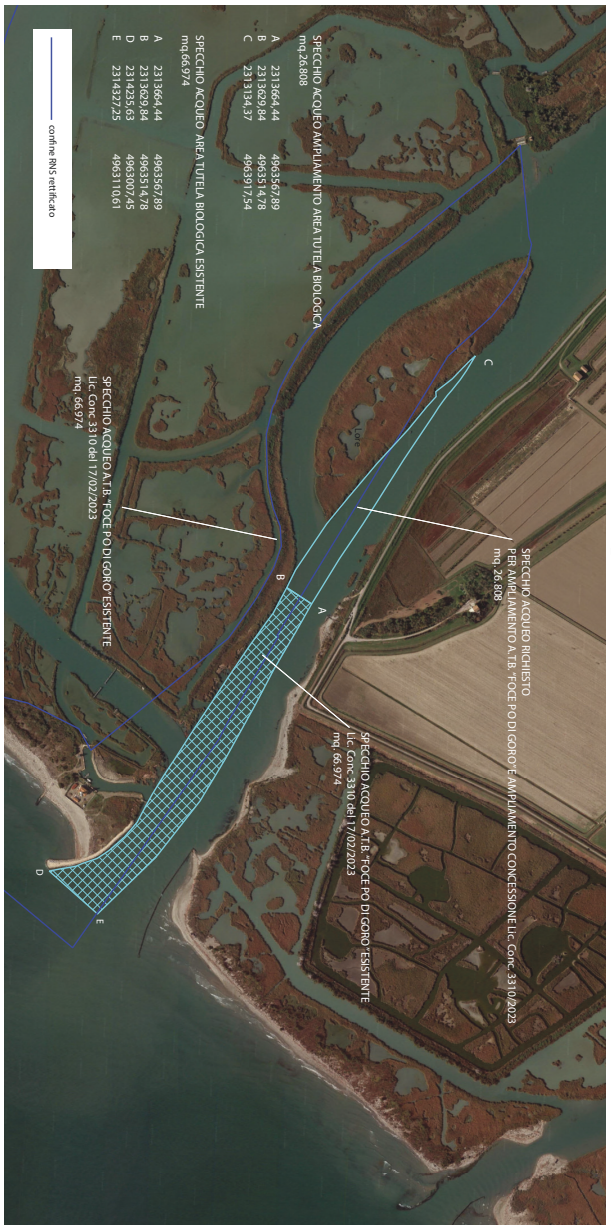 SPECCHIO ACQUEO AMPLIAMENTO AREA TUTELA BIOLOGICA
mq.26.808
A 2313664,44 4963567,89
B 2313629,84 4963514,78
C 2313134,37 4963917,54
SPECCHIO ACQUEO AREA TUTELA BIOLOGICA ESISTENTE
mq.66.974
A 2313664,44 4963567,89
B 2313629,84 4963514,78
D 2314235,63 4963007,45
E 2314327,25 4963110,61
confine RNS rettificato
SPECCHIO ACQUEO RICHIESTO
PER AMPLIAMENTO A.T.B. "FOCE PO DI GORO" E AMPLIAMENTO CONCESSIONE Lic. Conc. 3310/2023
mq. 26.808
SPECCHIO ACQUEO A.T.B. "FOCE PO DI GORO" ESISTENTE
Lic. Conc 3310 del 17/02/2023
mq. 66.974
SPECCHIO ACQUEO A.T.B. "FOCE PO DI GORO" ESISTENTE
Lic. Conc 3310 del 17/02/2023
mq. 66.974
C
A
B
D
E